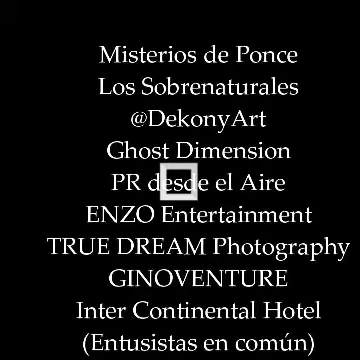 Misterios de Ponce
Los Sobrenaturales
@DekonyArt
Ghost Dimension
PR desde el Aire
ENZO Entertainment
TRUE DREAM Photography
GINOVENTURE
Inter Continental Hotel
(Entusistas en común)